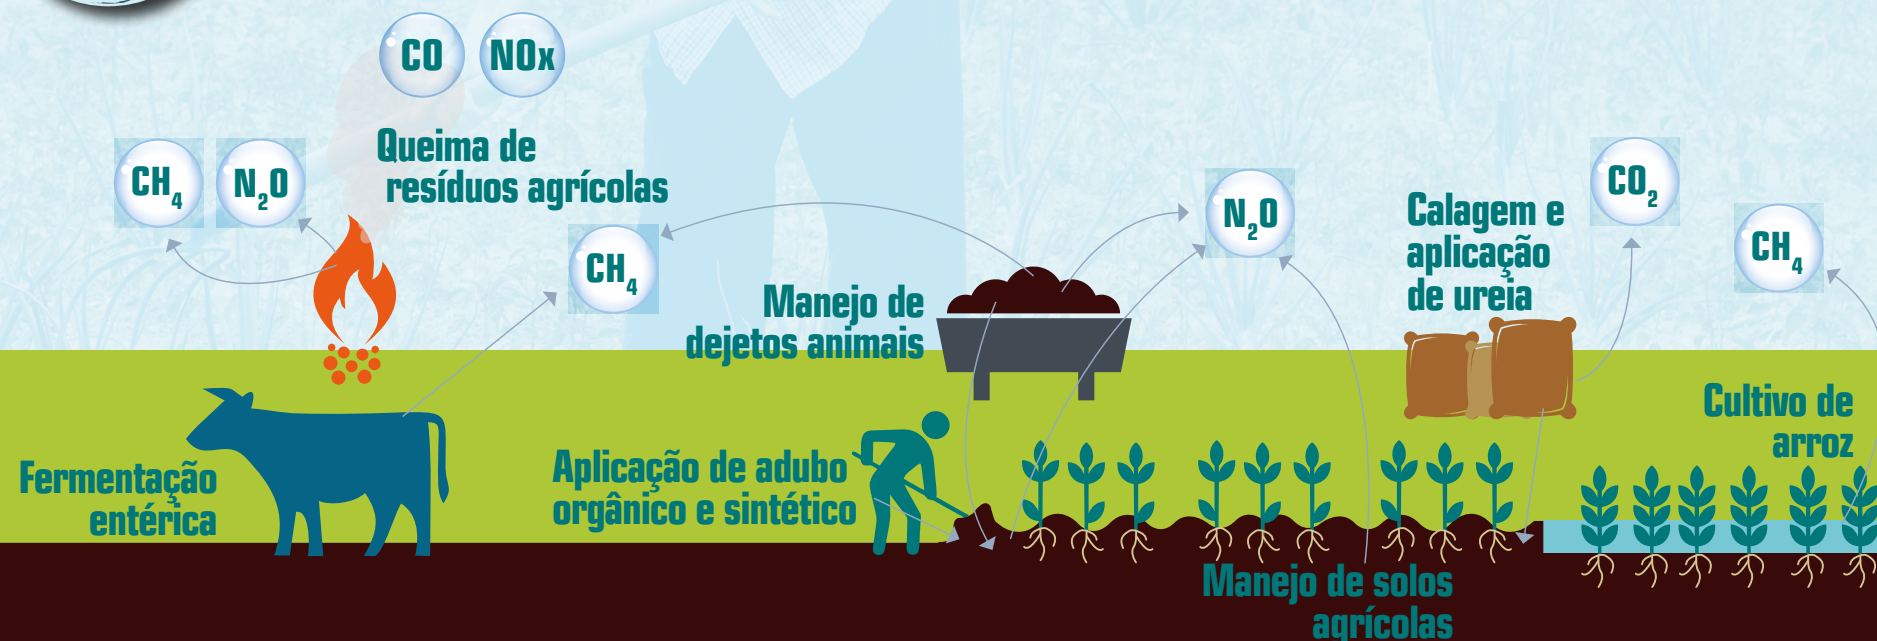 CO
NOx
Queima de
resíduos agrícolas
CH4
N2O
CH4
Manejo de
dejetos animais
N2O
Calagem e
aplicação
de ureia
CO2
CH4
Fermentação
entérica
Aplicação de adubo
orgânico e sintético
Cultivo de
arroz
Manejo de solos
agrícolas